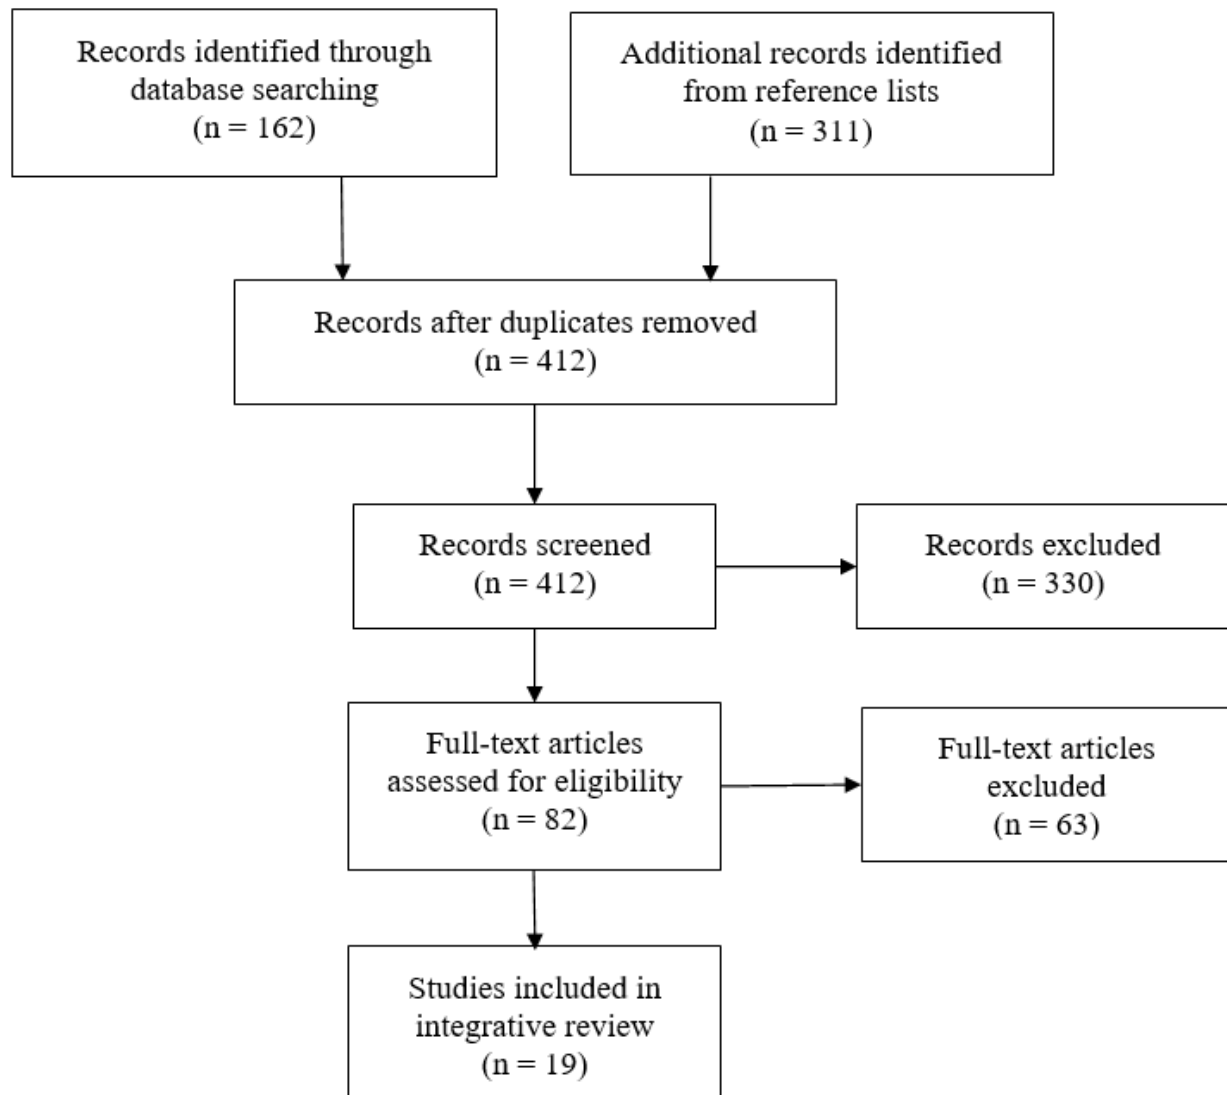 Records identified through
database searching
(n = 162)
Additional records identified
from reference lists
(n = 311)
Records after duplicates removed
(n = 412)
Records screened
(n = 412)
Records excluded
(n = 330)
Full-text articles
assessed for eligibility
(n = 82)
Full-text articles
excluded
(n = 63)
Studies included in
integrative review
(n = 19)